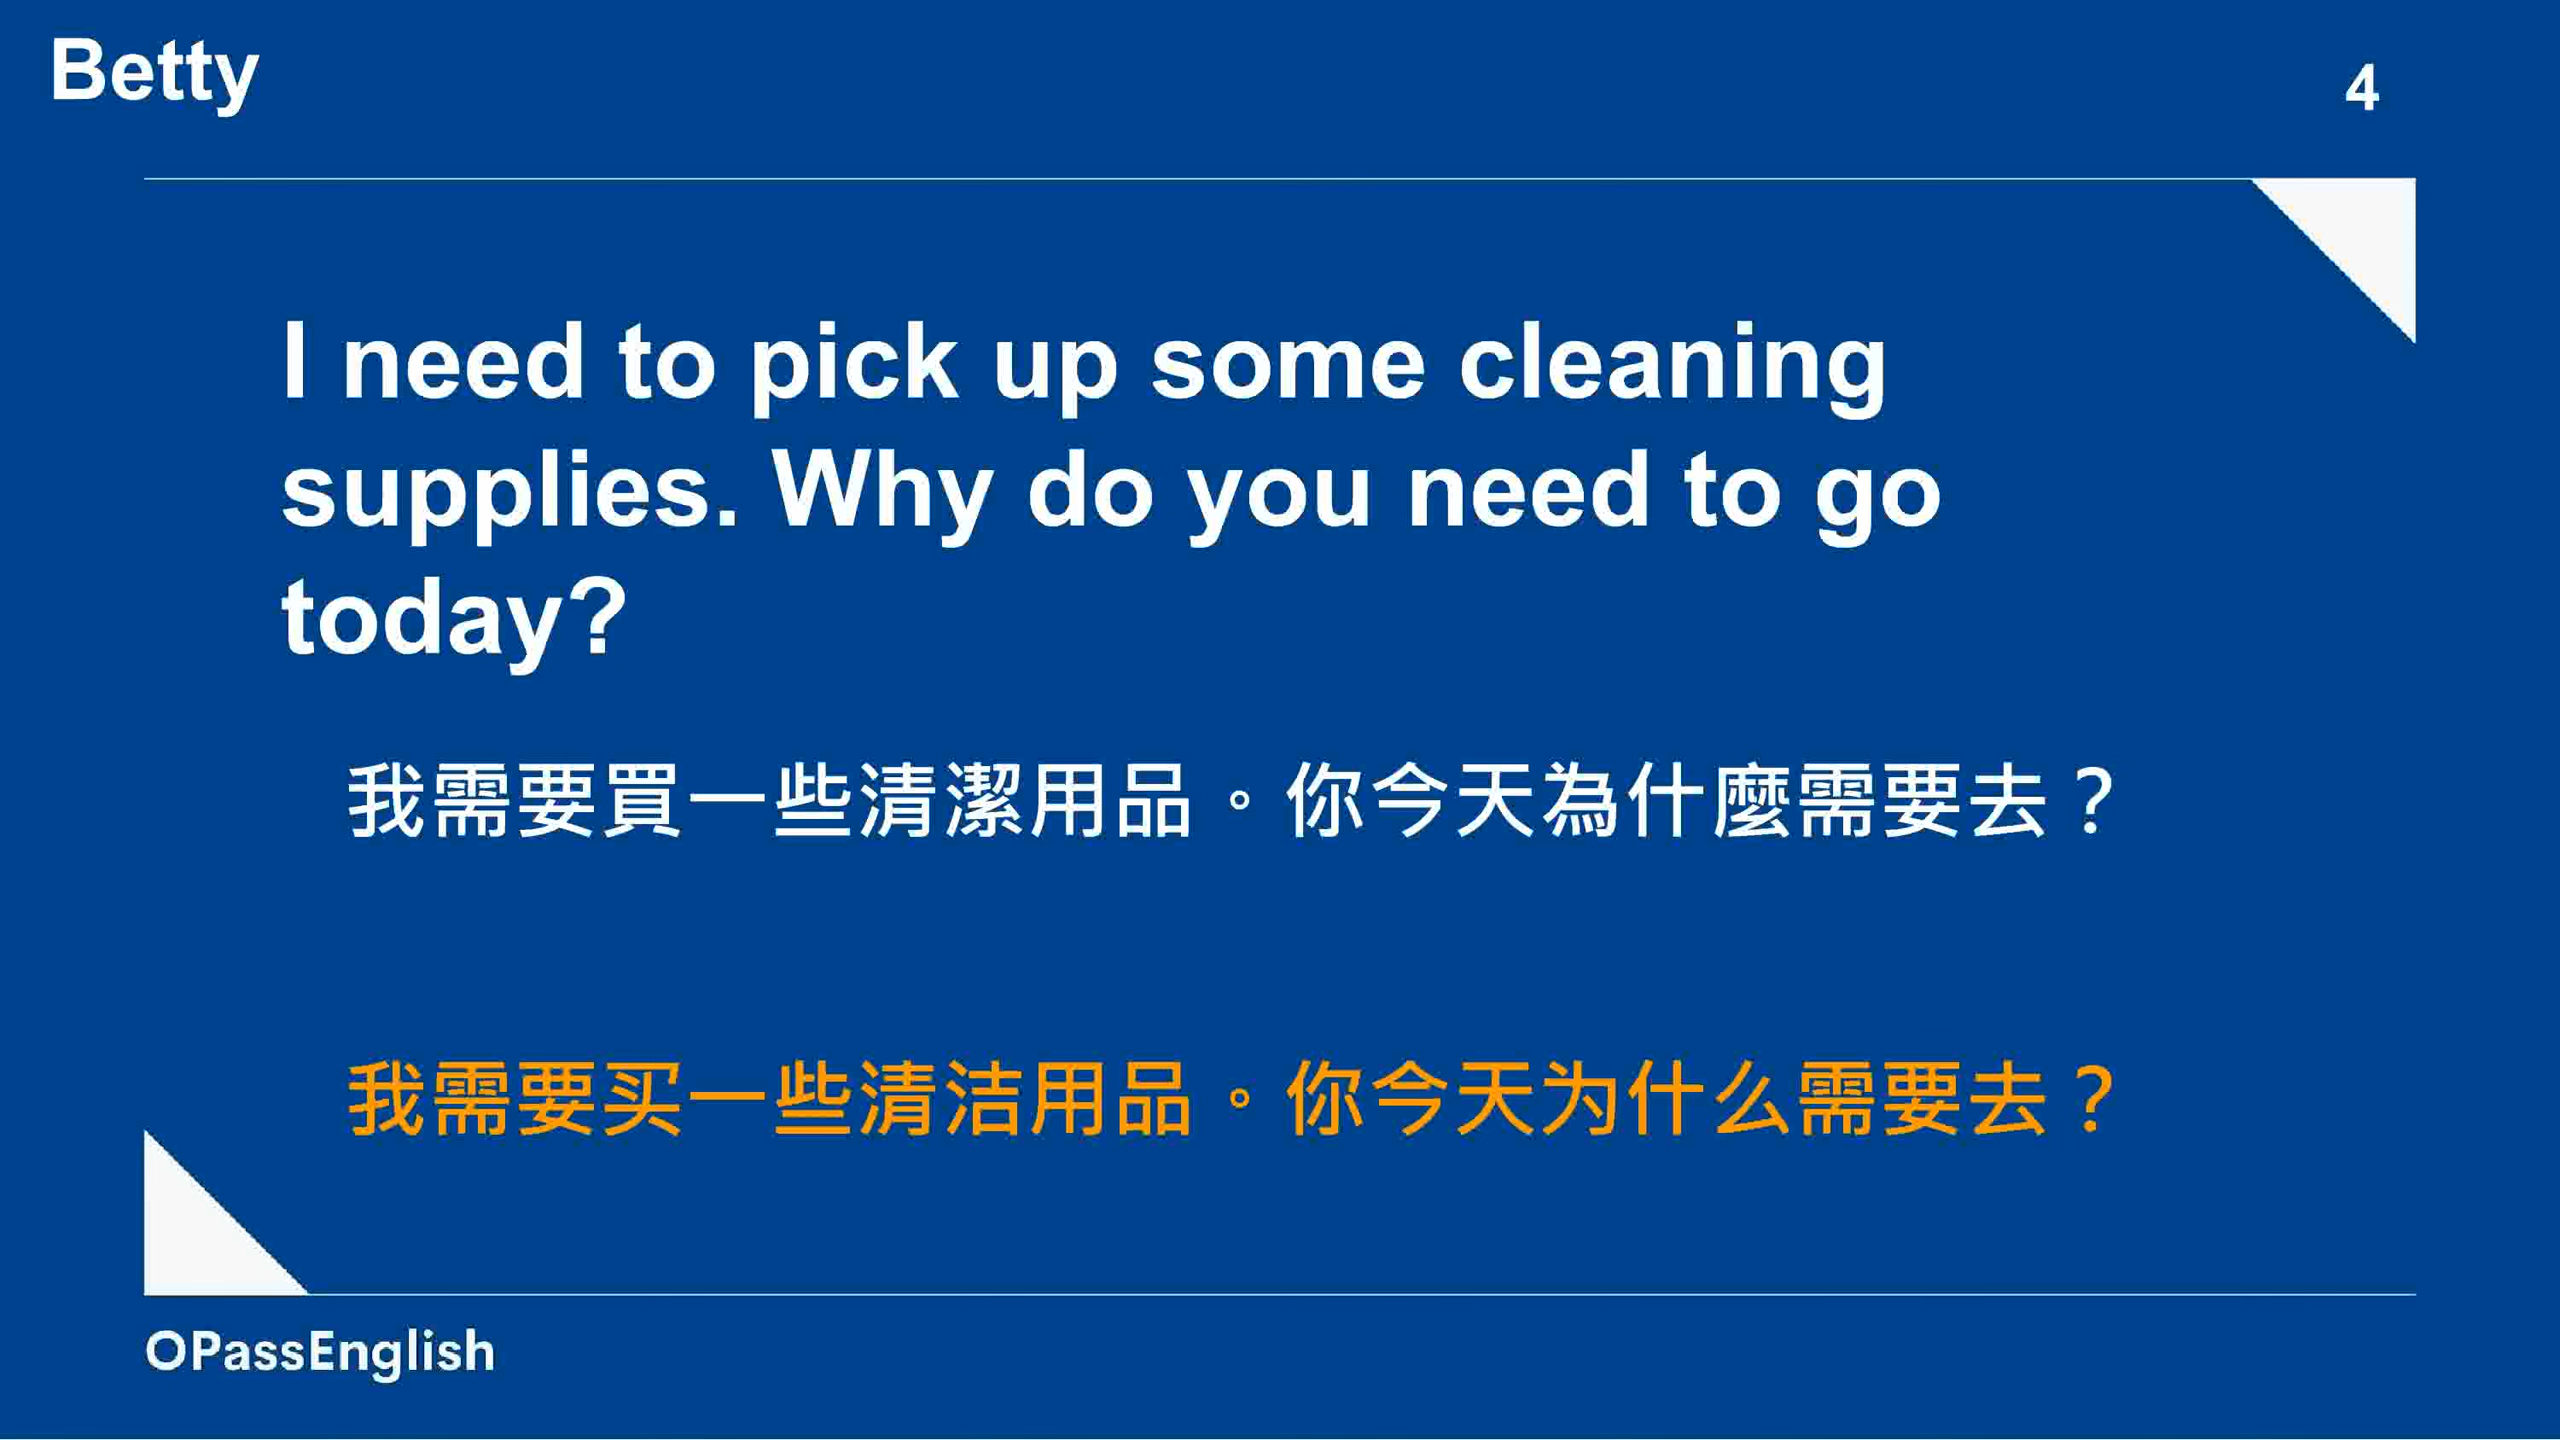 Betty
4
I need to pick up some cleaning
supplies. Why do you need to go
today?
我需要買一些清潔用品。你今天為什麼需要去？
我需要买一些清洁用品。你今天为什么需要去？
OPassEnglish